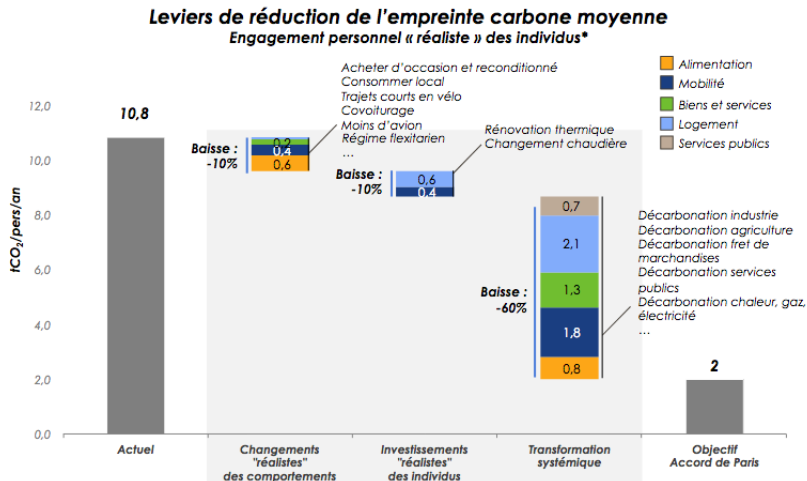 Leviers de réduction de l'empreinte carbone moyenne
Engagement personnel « réaliste » des individus*
Alimentation
Mobilité
Biens et services
Logement
Services publics
Acheter d'occasion et reconditionné
Consommer local
Trajets courts en vélo
Covoiturage
Moins d'avion
Régime flexitarien
...
Rénovation thermique
Changement chaudière
Décarbonation industrie
Décarbonation agriculture
Décarbonation fret de
marchandises
Décarbonation services
publics
Décarbonation chaleur, gaz,
électricité
...
tCO2/pers/an
12,0
10,0
8,0
6,0
4,0
2,0
0,0
10,8
Baisse :
-10%
0,2
0,4
0,6
Baisse :
-10%
0,6
0,4
Baisse :
-60%
0,7
2,1
1,3
1,8
0,8
2
Actuel
Changements
"réalistes"
des comportements
Investissements
"réalistes"
des individus
Transformation
systémique
Objectif
Accord de Paris